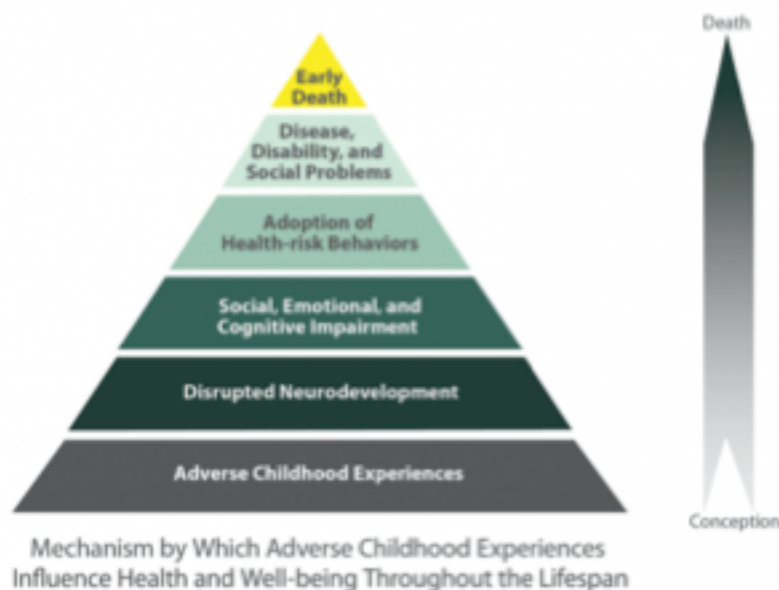 Death
Early
Death
Disease,
Disability, and
Social Problems
Adoption of
Health-risk Behaviors
Social, Emotional, and
Cognitive Impairment
Disrupted Neurodevelopment
Adverse Childhood Experiences
Conception
Mechanism by Which Adverse Childhood Experiences
Influence Health and Well-being Throughout the Lifespan